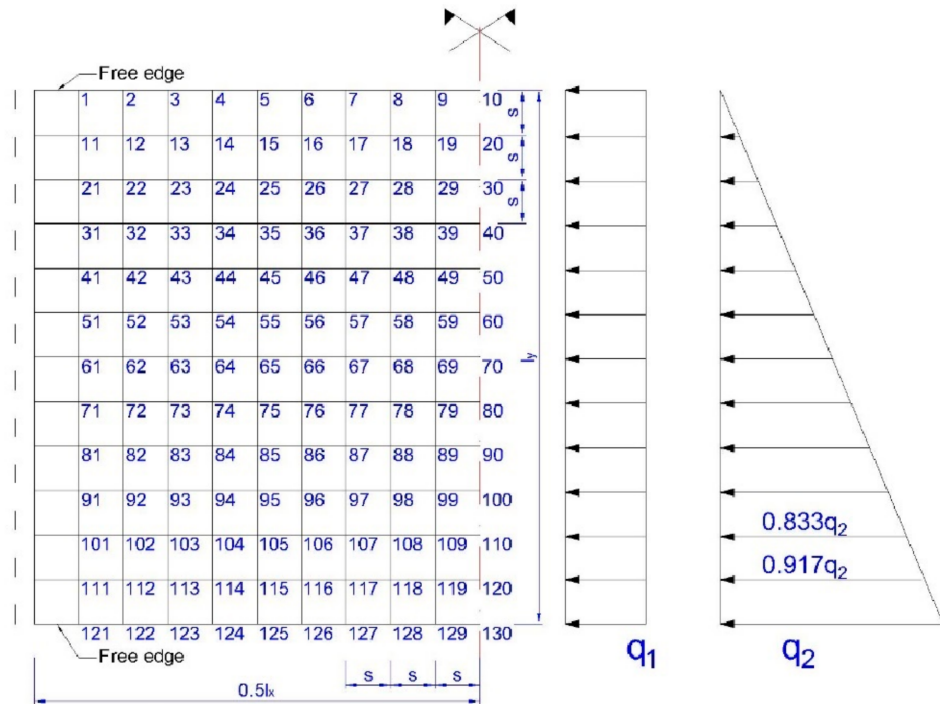 Free edge
1 2 3 4 5 6 7 8 9 10
s
11 12 13 14 15 16 17 18 19 20
s
21 22 23 24 25 26 27 28 29 30
s
31 32 33 34 35 36 37 38 39 40
41 42 43 44 45 46 47 48 49 50
51 52 53 54 55 56 57 58 59 60
ly
61 62 63 64 65 66 67 68 69 70
71 72 73 74 75 76 77 78 79 80
81 82 83 84 85 86 87 88 89 90
91 92 93 94 95 96 97 98 99 100
0.833q2
101 102 103 104 105 106 107 108 109 110
0.917q2
111 112 113 114 115 116 117 118 119 120
121 122 123 124 125 126 127 128 129 130
Free edge
q1 q2
s s s
0.5lx